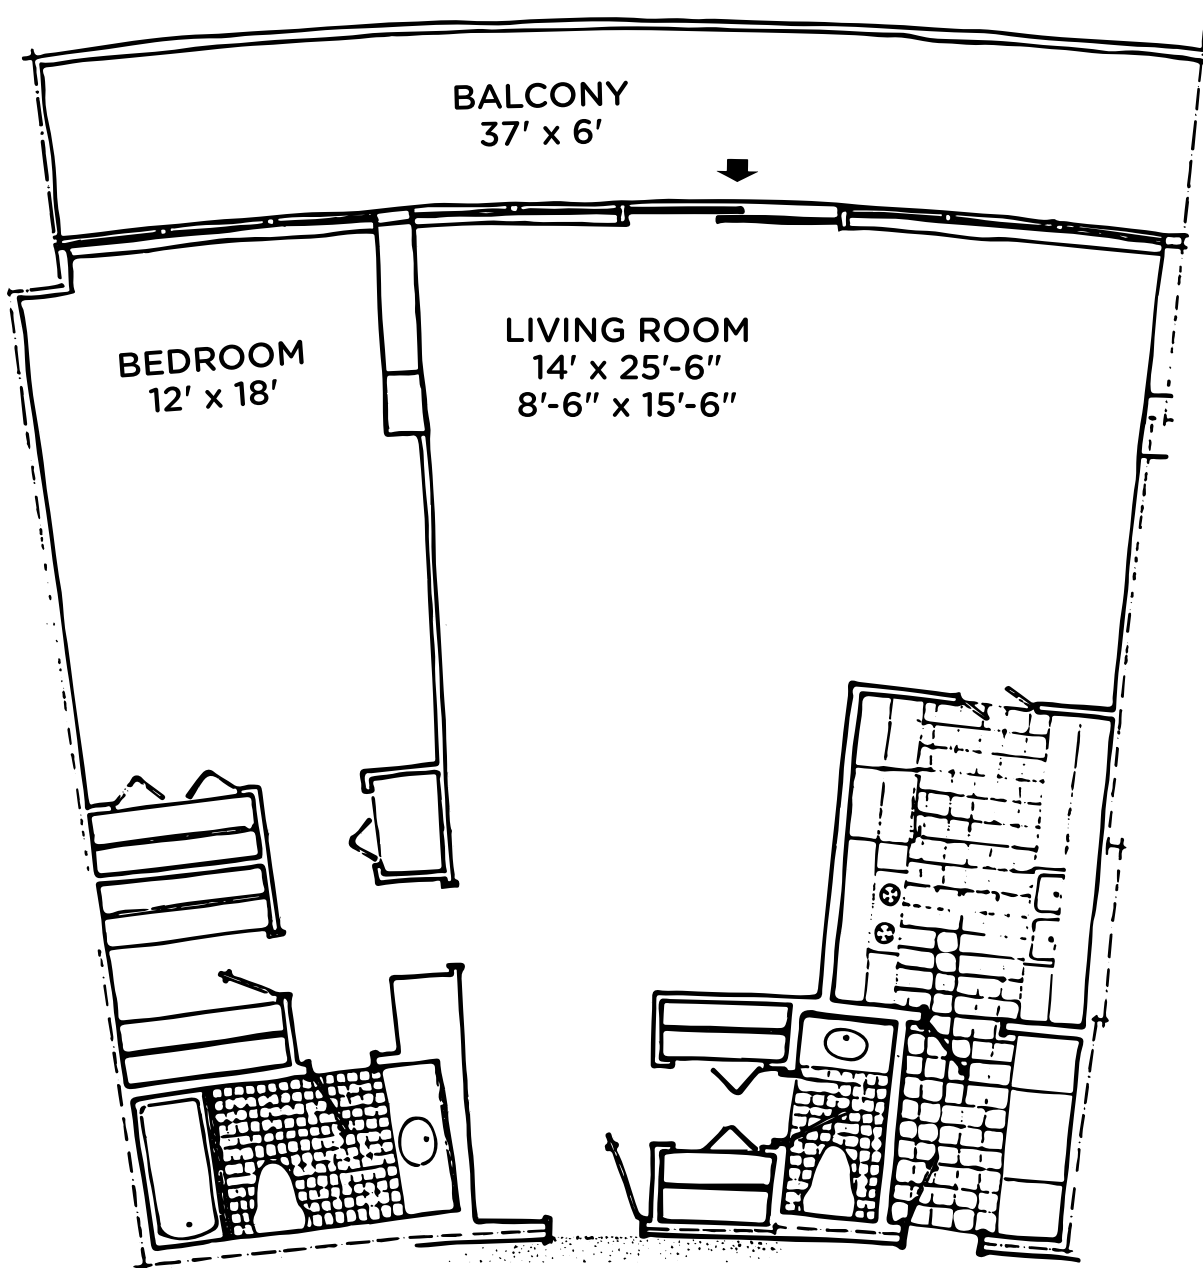 BALCONY
37' x 6'
BEDROOM
12' x 18'
LIVING ROOM
14' x 25'-6"
8'-6" x 15'-6"